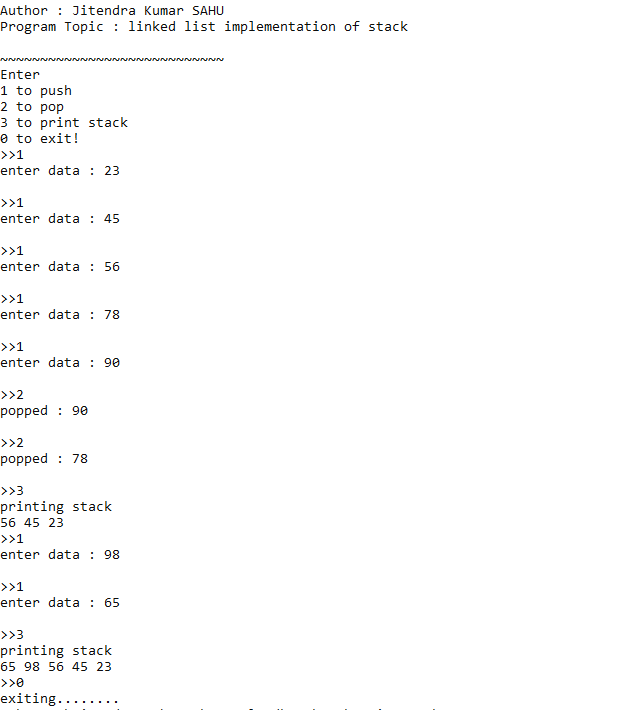 Author : Jitendra Kumar SAHU
Program Topic : linked list implementation of stack
~~~~~~~~~~~~~~~~~~~~~~~~~~~~
Enter
1 to push
2 to pop
3 to print stack
0 to exit!
>>1
enter data : 23
>>1
enter data : 45
>>1
enter data : 56
>>1
enter data : 78
>>1
enter data : 90
>>2
popped : 90
>>2
popped : 78
>>3
printing stack
56 45 23
>>1
enter data : 98
>>1
enter data : 65
>>3
printing stack
65 98 56 45 23
>>0
exiting........